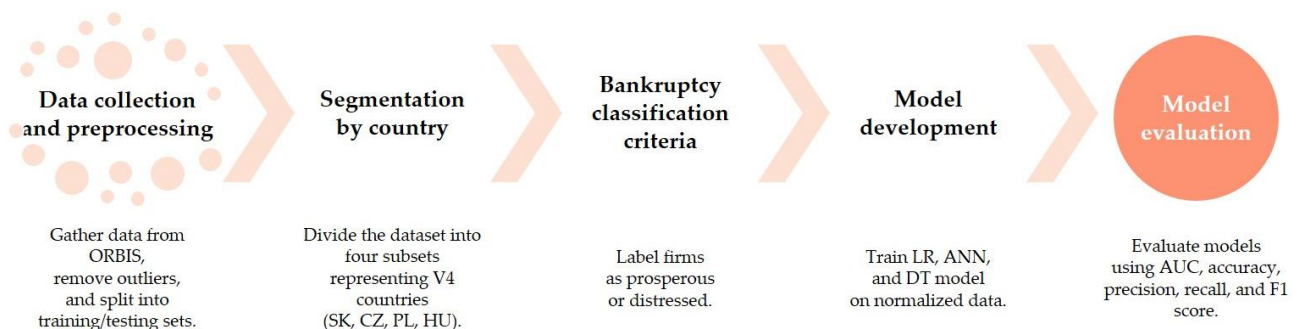 Data collection
and preprocessing
Segmentation
by country
Bankruptcy
classification
criteria
Model
development
Model
evaluation
Gather data from
ORBIS,
remove outliers,
and split into
training/testing sets.
Divide the dataset into
four subsets
representing V4
countries
(SK, CZ, PL, HU).
Label firms
as prosperous
or distressed.
Train LR, ANN,
and DT model
on normalized data.
Evaluate models
using AUC, accuracy,
precision, recall, and F1
score.